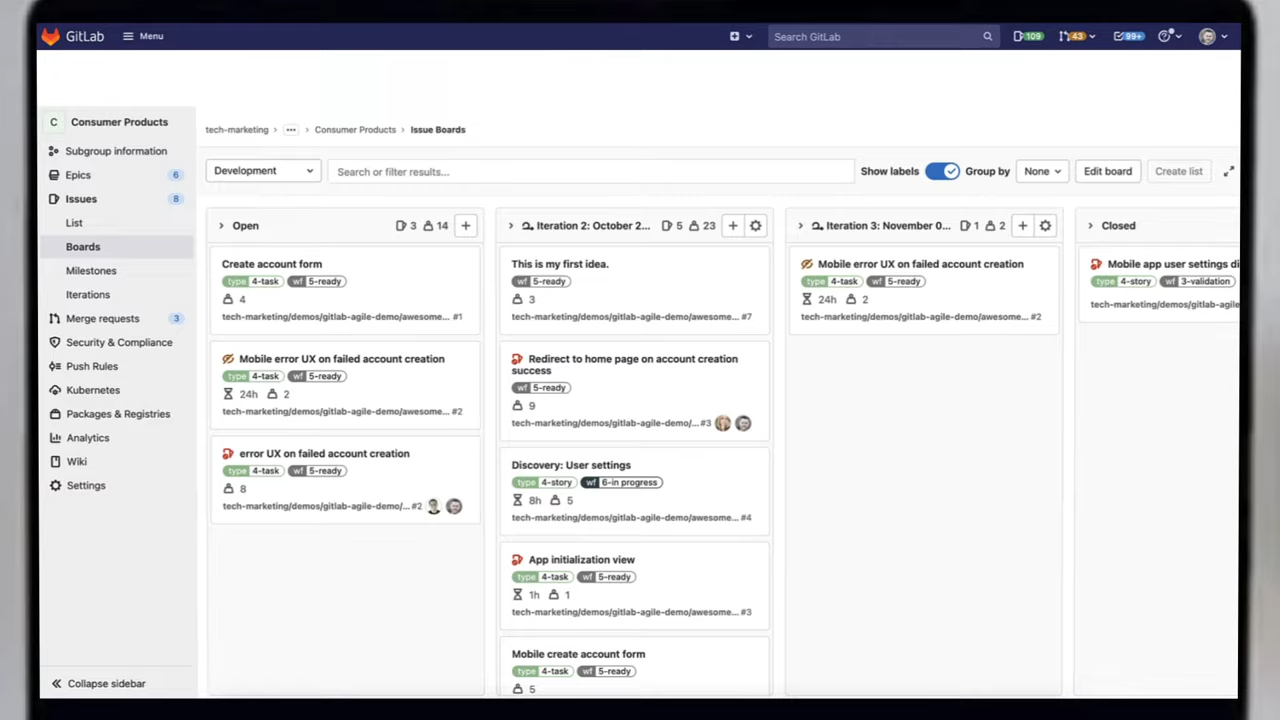 GitLab Menu Search GitLab 109 43 99+
C Consumer Products
Subgroup information
Epics 6
Issues 8
List
Boards
Milestones
Iterations
Merge requests 3
Security & Compliance
Push Rules
Kubernetes
Packages & Registries
Analytics
Wiki
Settings
Collapse sidebar
tech-marketing › ••• › Consumer Products › Issue Boards
Development Search or filter results... Show labels Group by None Edit board Create list
Open 3 14 +
Create account form
type 4-task wf 5-ready
4
tech-marketing/demos/gitlab-agile-demo/awesome... #1
Mobile error UX on failed account creation
type 4-task wf 5-ready
24h 2
tech-marketing/demos/gitlab-agile-demo/awesome... #2
error UX on failed account creation
type 4-task wf 5-ready
8
tech-marketing/demos/gitlab-agile-demo/... #2
Iteration 2: October 2... 5 23 +
This is my first idea.
wf 5-ready
3
tech-marketing/demos/gitlab-agile-demo/awesome... #7
Redirect to home page on account creation
success
wf 5-ready
9
tech-marketing/demos/gitlab-agile-demo/... #3
Discovery: User settings
type 4-story wf 6-in progress
8h 5
tech-marketing/demos/gitlab-agile-demo/awesome... #4
App initialization view
type 4-task wf 5-ready
1h 1
tech-marketing/demos/gitlab-agile-demo/awesome... #3
Mobile create account form
type 4-task wf 5-ready
5
Iteration 3: November 0... 1 2 +
Mobile error UX on failed account creation
type 4-task wf 5-ready
24h 2
tech-marketing/demos/gitlab-agile-demo/awesome... #2
Closed
Mobile app user settings di
type 4-story wf 3-validation
tech-marketing/demos/gitlab-agile